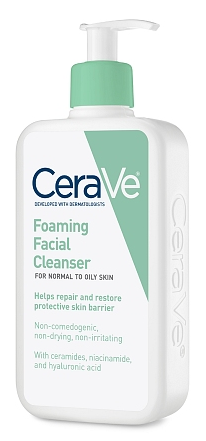 CeraVe
DEVELOPED WITH DERMATOLOGISTS
Foaming
Facial
Cleanser
FOR NORMAL TO OILY SKIN
Helps repair and restore
protective skin barrier
Non-comedogenic,
non-drying, non-irritating
With ceramides, niacinamide,
and hyaluronic acid
CeraVe®